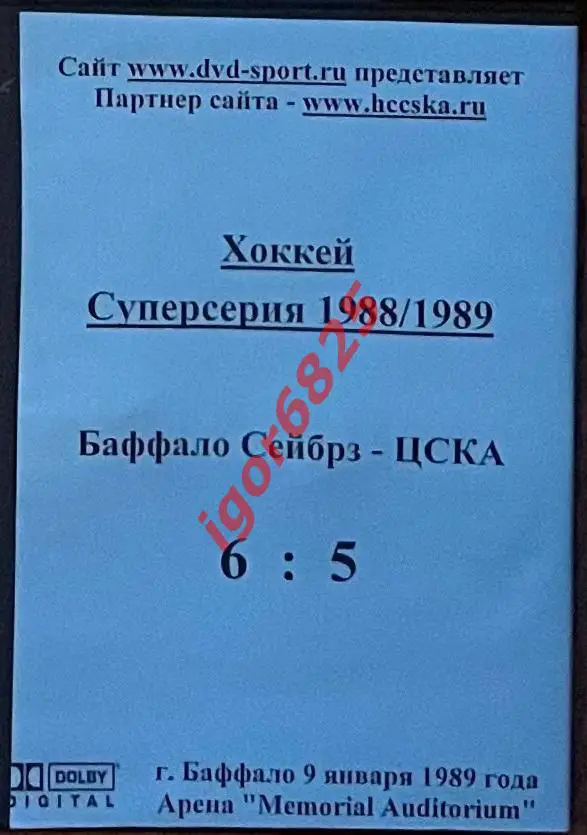 Сайт www.dvd-sport.ru представляет
Партнер сайта - www.hccska.ru
Хоккей
Суперсерия 1988/1989
igor6825
Баффало Сейбрз - ЦСКА
6 : 5
DOLBY
DIGITAL
г. Баффало 9 января 1989 года
Арена "Memorial Auditorium"